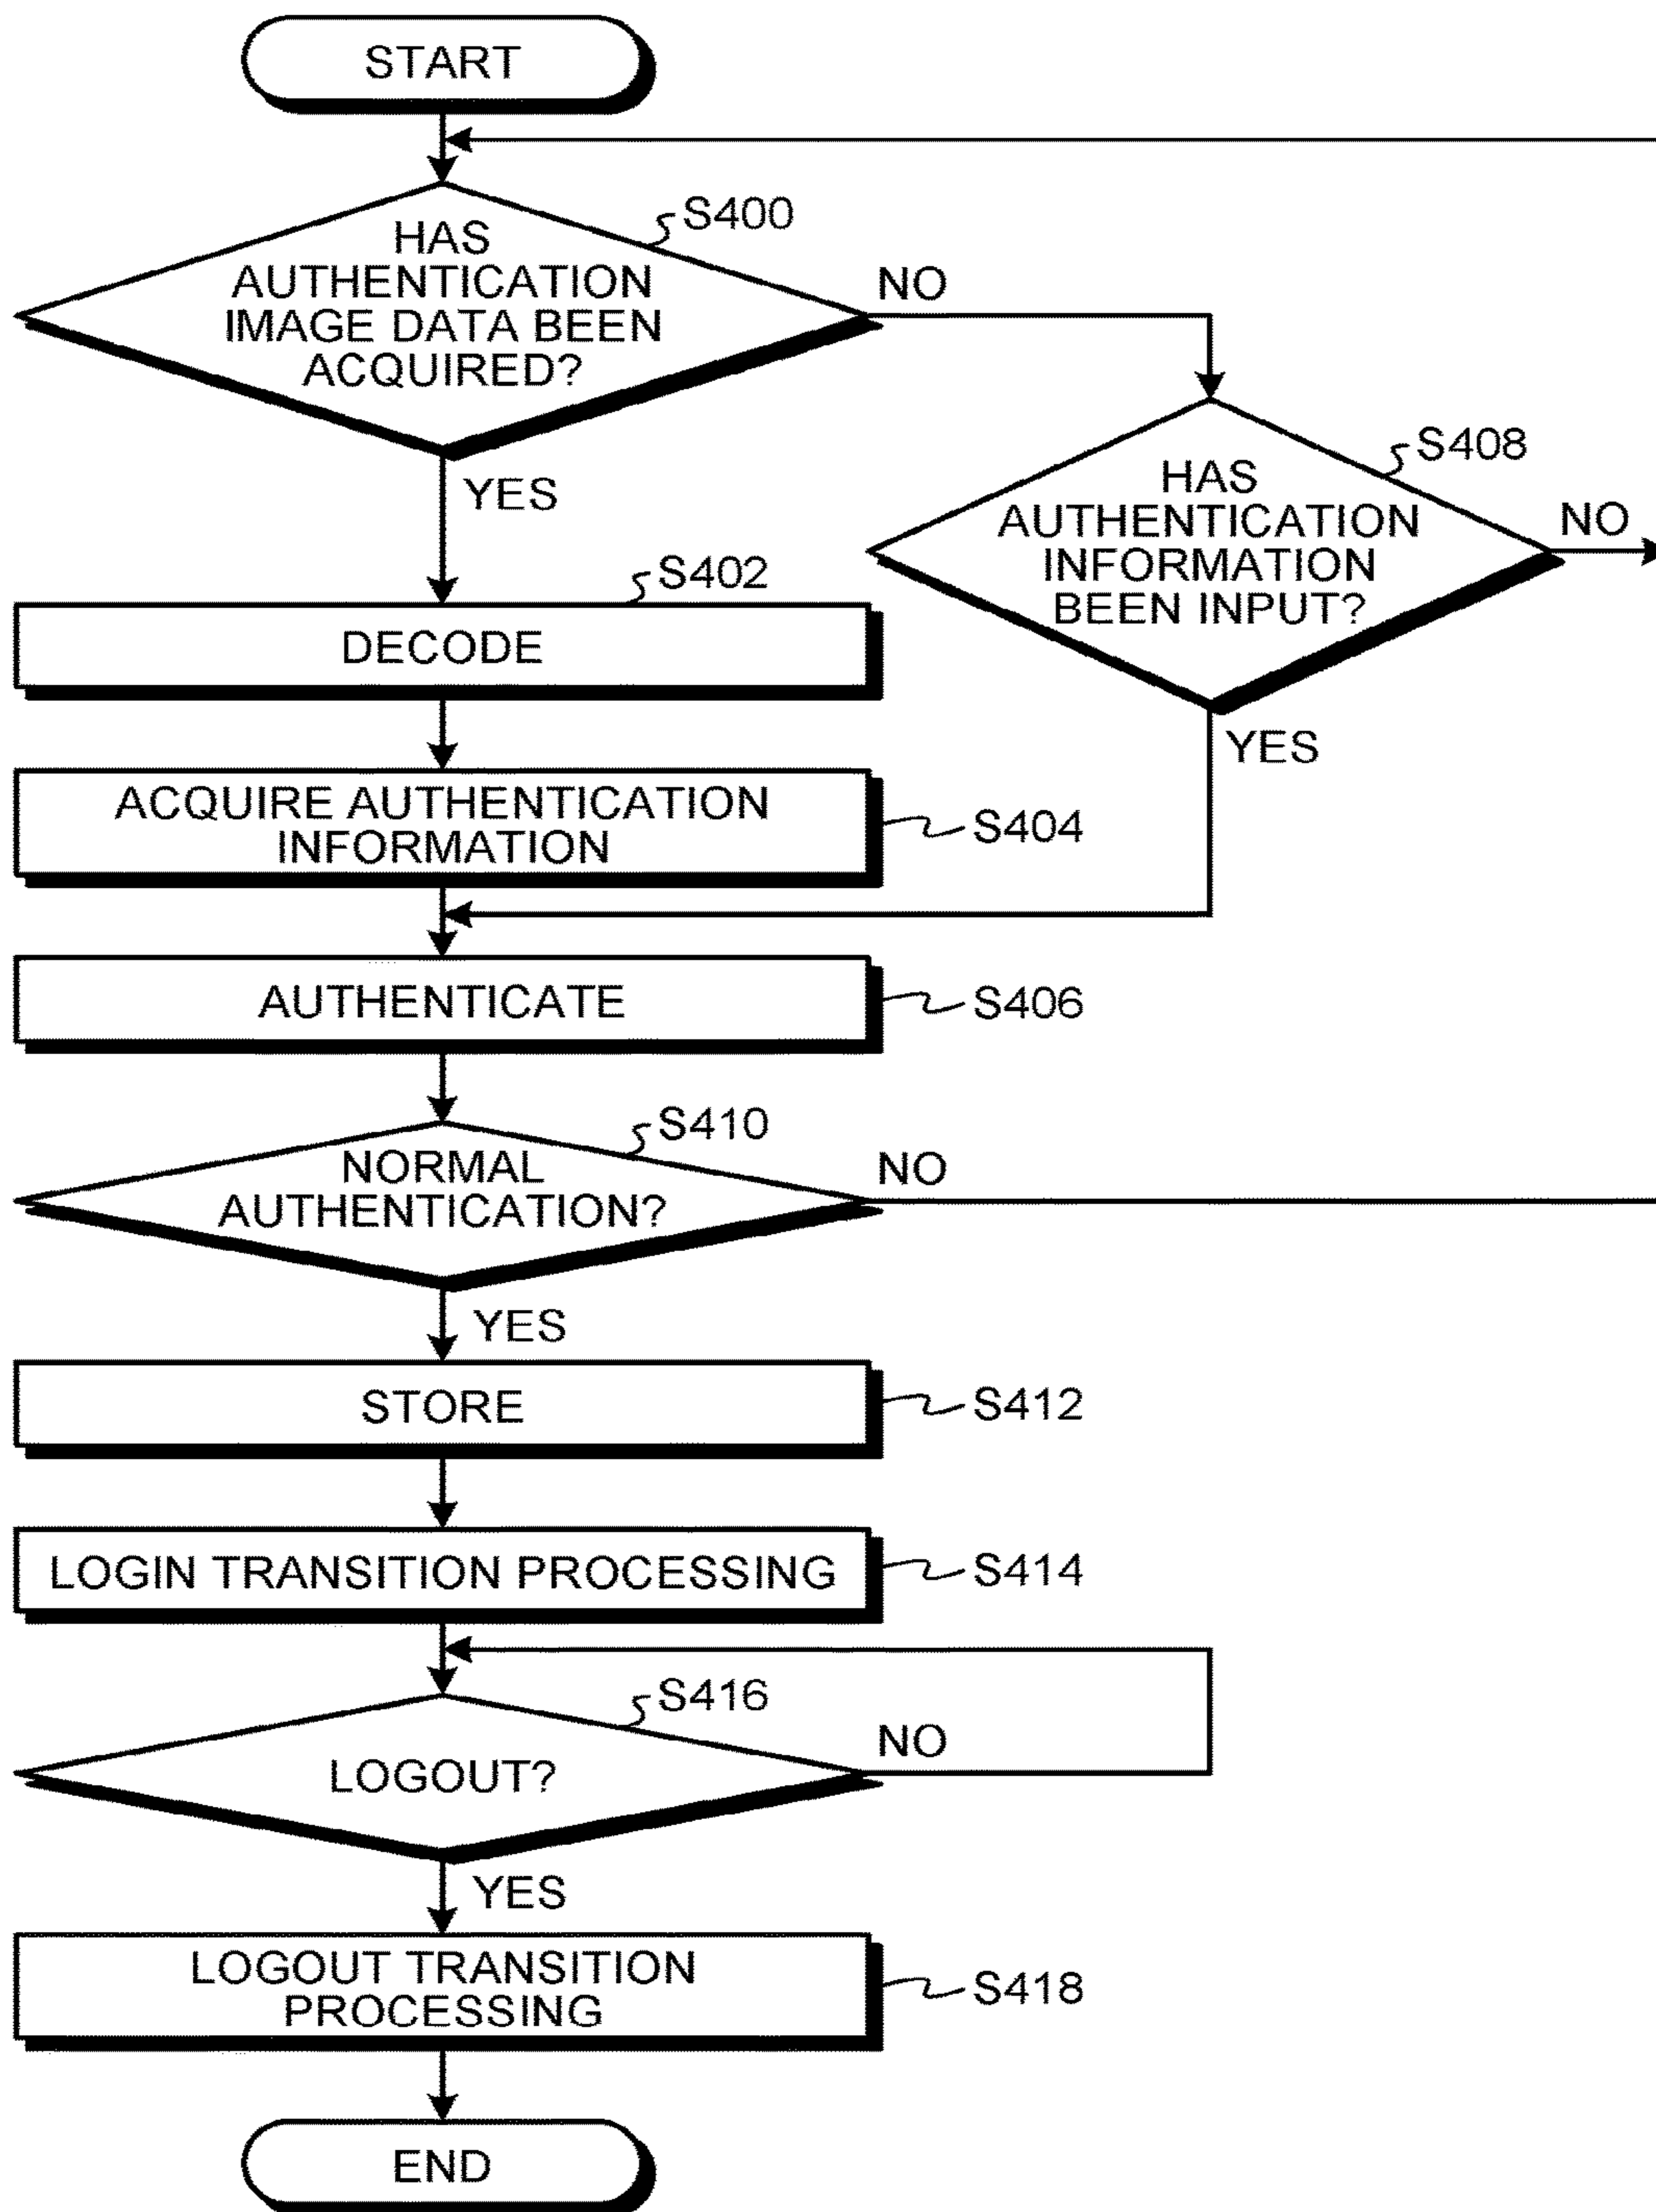 START
S400
HAS
AUTHENTICATION
IMAGE DATA BEEN
ACQUIRED?
NO
YES
S408
HAS
AUTHENTICATION
INFORMATION
BEEN INPUT?
NO
YES
S402
DECODE
ACQUIRE AUTHENTICATION
INFORMATION
S404
AUTHENTICATE
S406
S410
NORMAL
AUTHENTICATION?
NO
YES
STORE
S412
LOGIN TRANSITION PROCESSING
S414
S416
LOGOUT?
NO
YES
LOGOUT TRANSITION
PROCESSING
S418
END